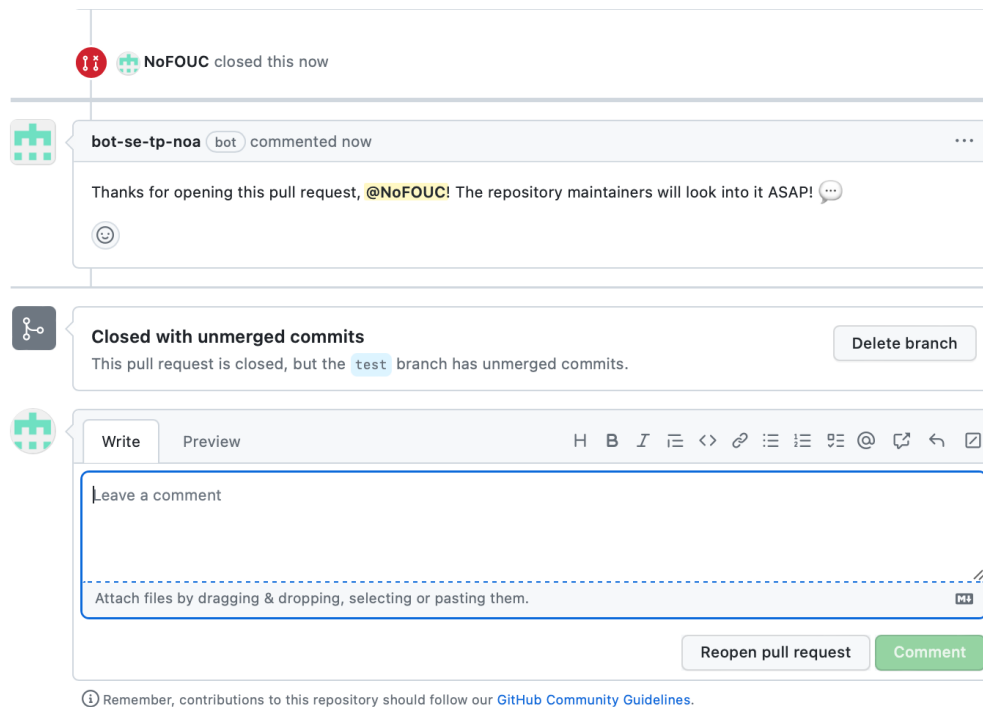 NoFOUC closed this now
bot-se-tp-noa bot commented now
Thanks for opening this pull request, @NoFOUC! The repository maintainers will look into it ASAP! 💬
Closed with unmerged commits
This pull request is closed, but the test branch has unmerged commits.
Delete branch
Write Preview
Leave a comment
Attach files by dragging & dropping, selecting or pasting them.
Reopen pull request Comment
Remember, contributions to this repository should follow our GitHub Community Guidelines.